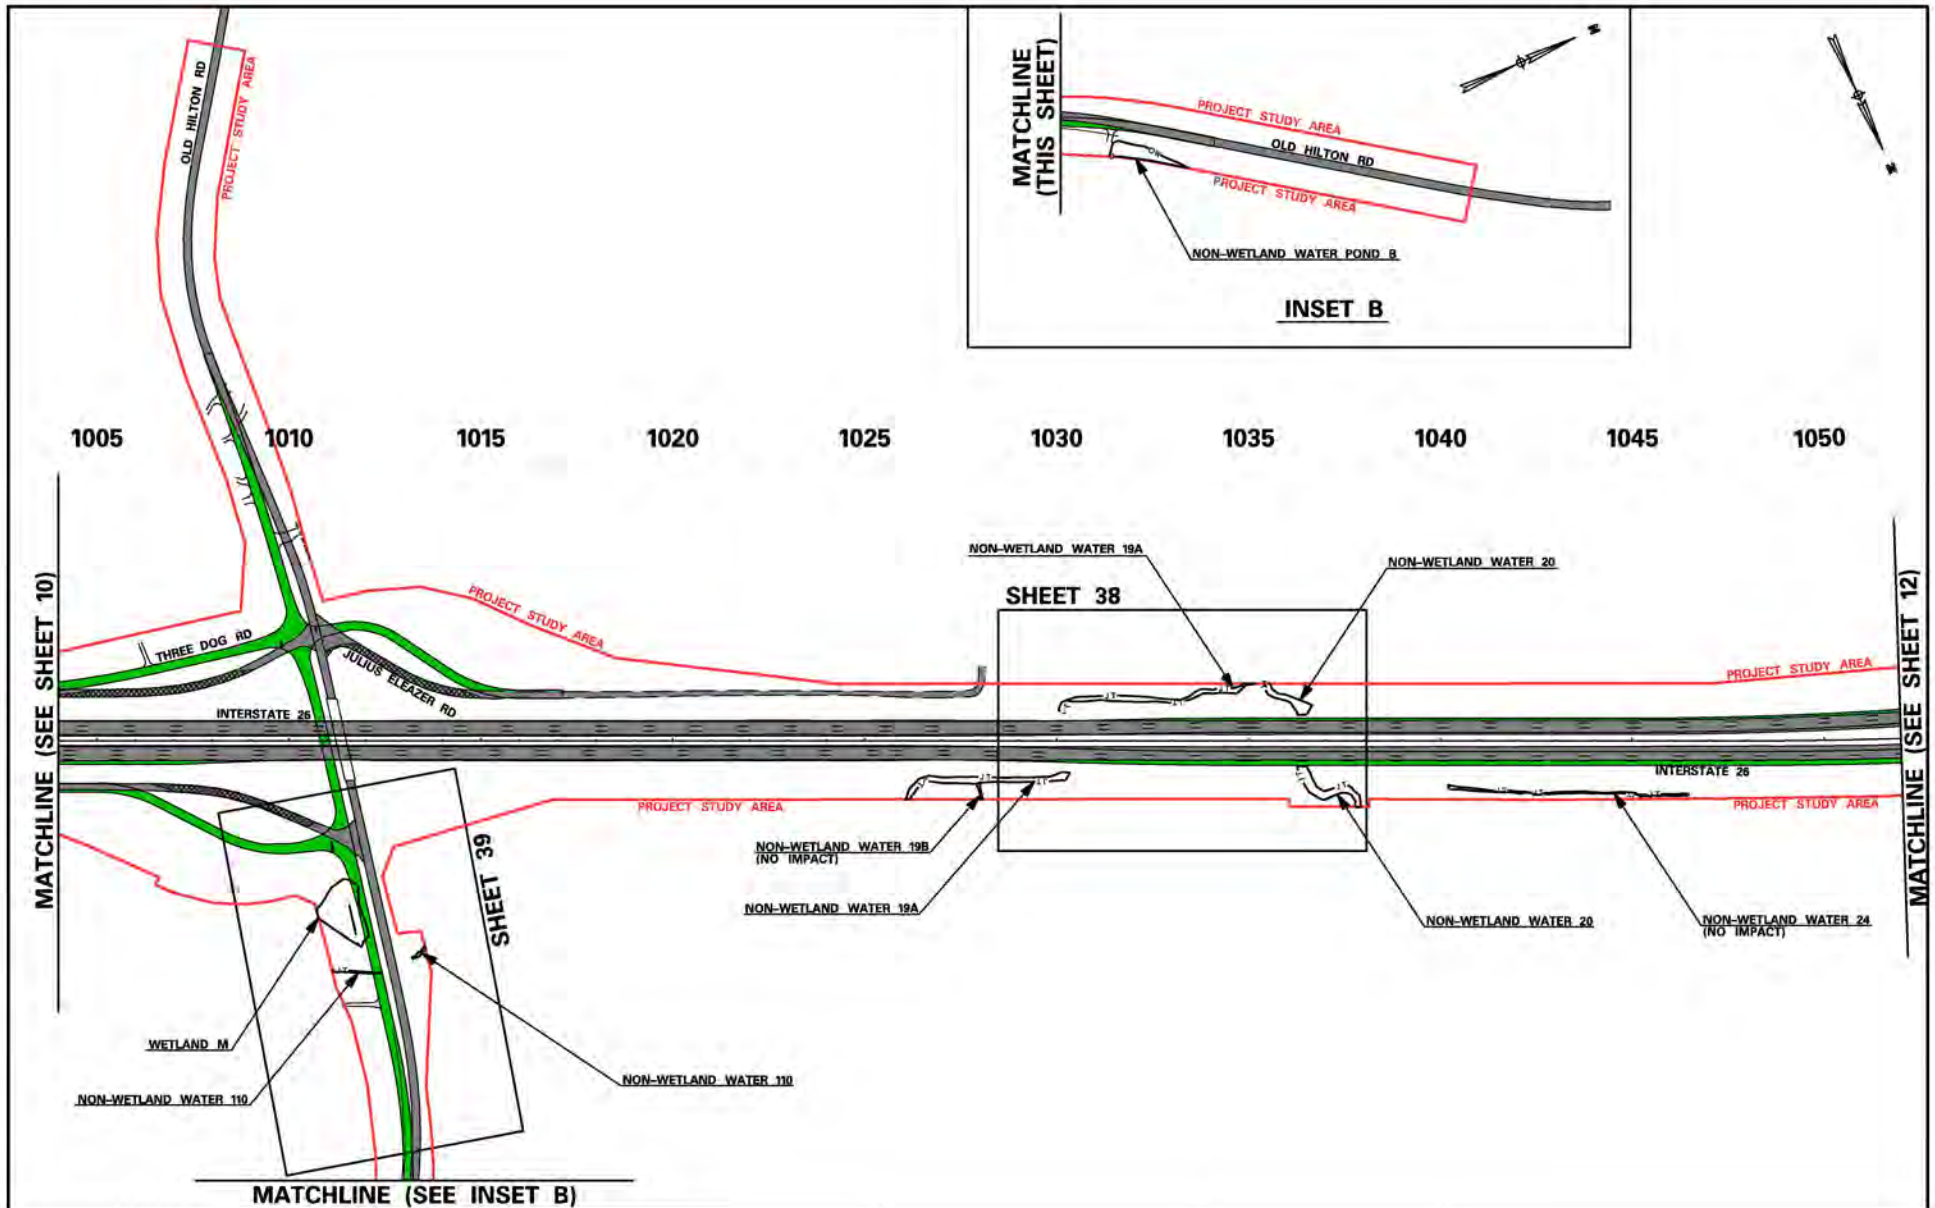 OLD HILTON RD
PROJECT STUDY AREA
MATCHLINE
(THIS SHEET)
PROJECT STUDY AREA
OLD HILTON RD
PROJECT STUDY AREA
NON-WETLAND WATER POND B
INSET B
N
N
1005 1010 1015 1020 1025 1030 1035 1040 1045 1050
NON-WETLAND WATER 19A
NON-WETLAND WATER 20
SHEET 38
PROJECT STUDY AREA
THREE DOG RD
JULIUS ELEAZER RD
PROJECT STUDY AREA
INTERSTATE 26
INTERSTATE 26
MATCHLINE (SEE SHEET 10)
MATCHLINE (SEE SHEET 12)
PROJECT STUDY AREA
PROJECT STUDY AREA
SHEET 39
NON-WETLAND WATER 19B
(NO IMPACT)
NON-WETLAND WATER 19A
NON-WETLAND WATER 20
NON-WETLAND WATER 24
(NO IMPACT)
WETLAND M
NON-WETLAND WATER 110
NON-WETLAND WATER 110
MATCHLINE (SEE INSET B)